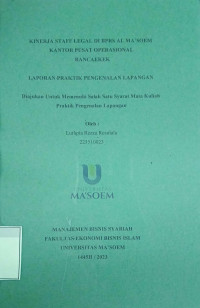 KINERJA STAFF LEGAL DI BPRS AL MA'SOEM
KANTOR PUSAT OPERASIONAL
RANCAEKEK
LAPORAN PRAKTIK PENGENALAN LAPANGAN
Diajukan Untuk Memenuhi Salah Satu Syarat Mata Kuliah
Praktik Pengenalan Lapangan
Oleh :
MA'SOEM
MANAJEMEN BISNIS SYARIAH
FAKULTAS EKONOMI BISNIS ISLAM
UNIVERSITAS MA'SOEM